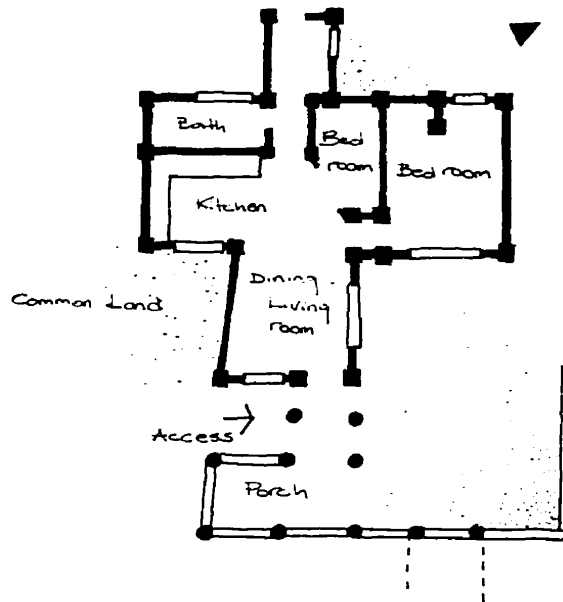 Bath
Bed
room
Bed room
Kitchen
Dining
Living
room
Common Land
Access
Porch